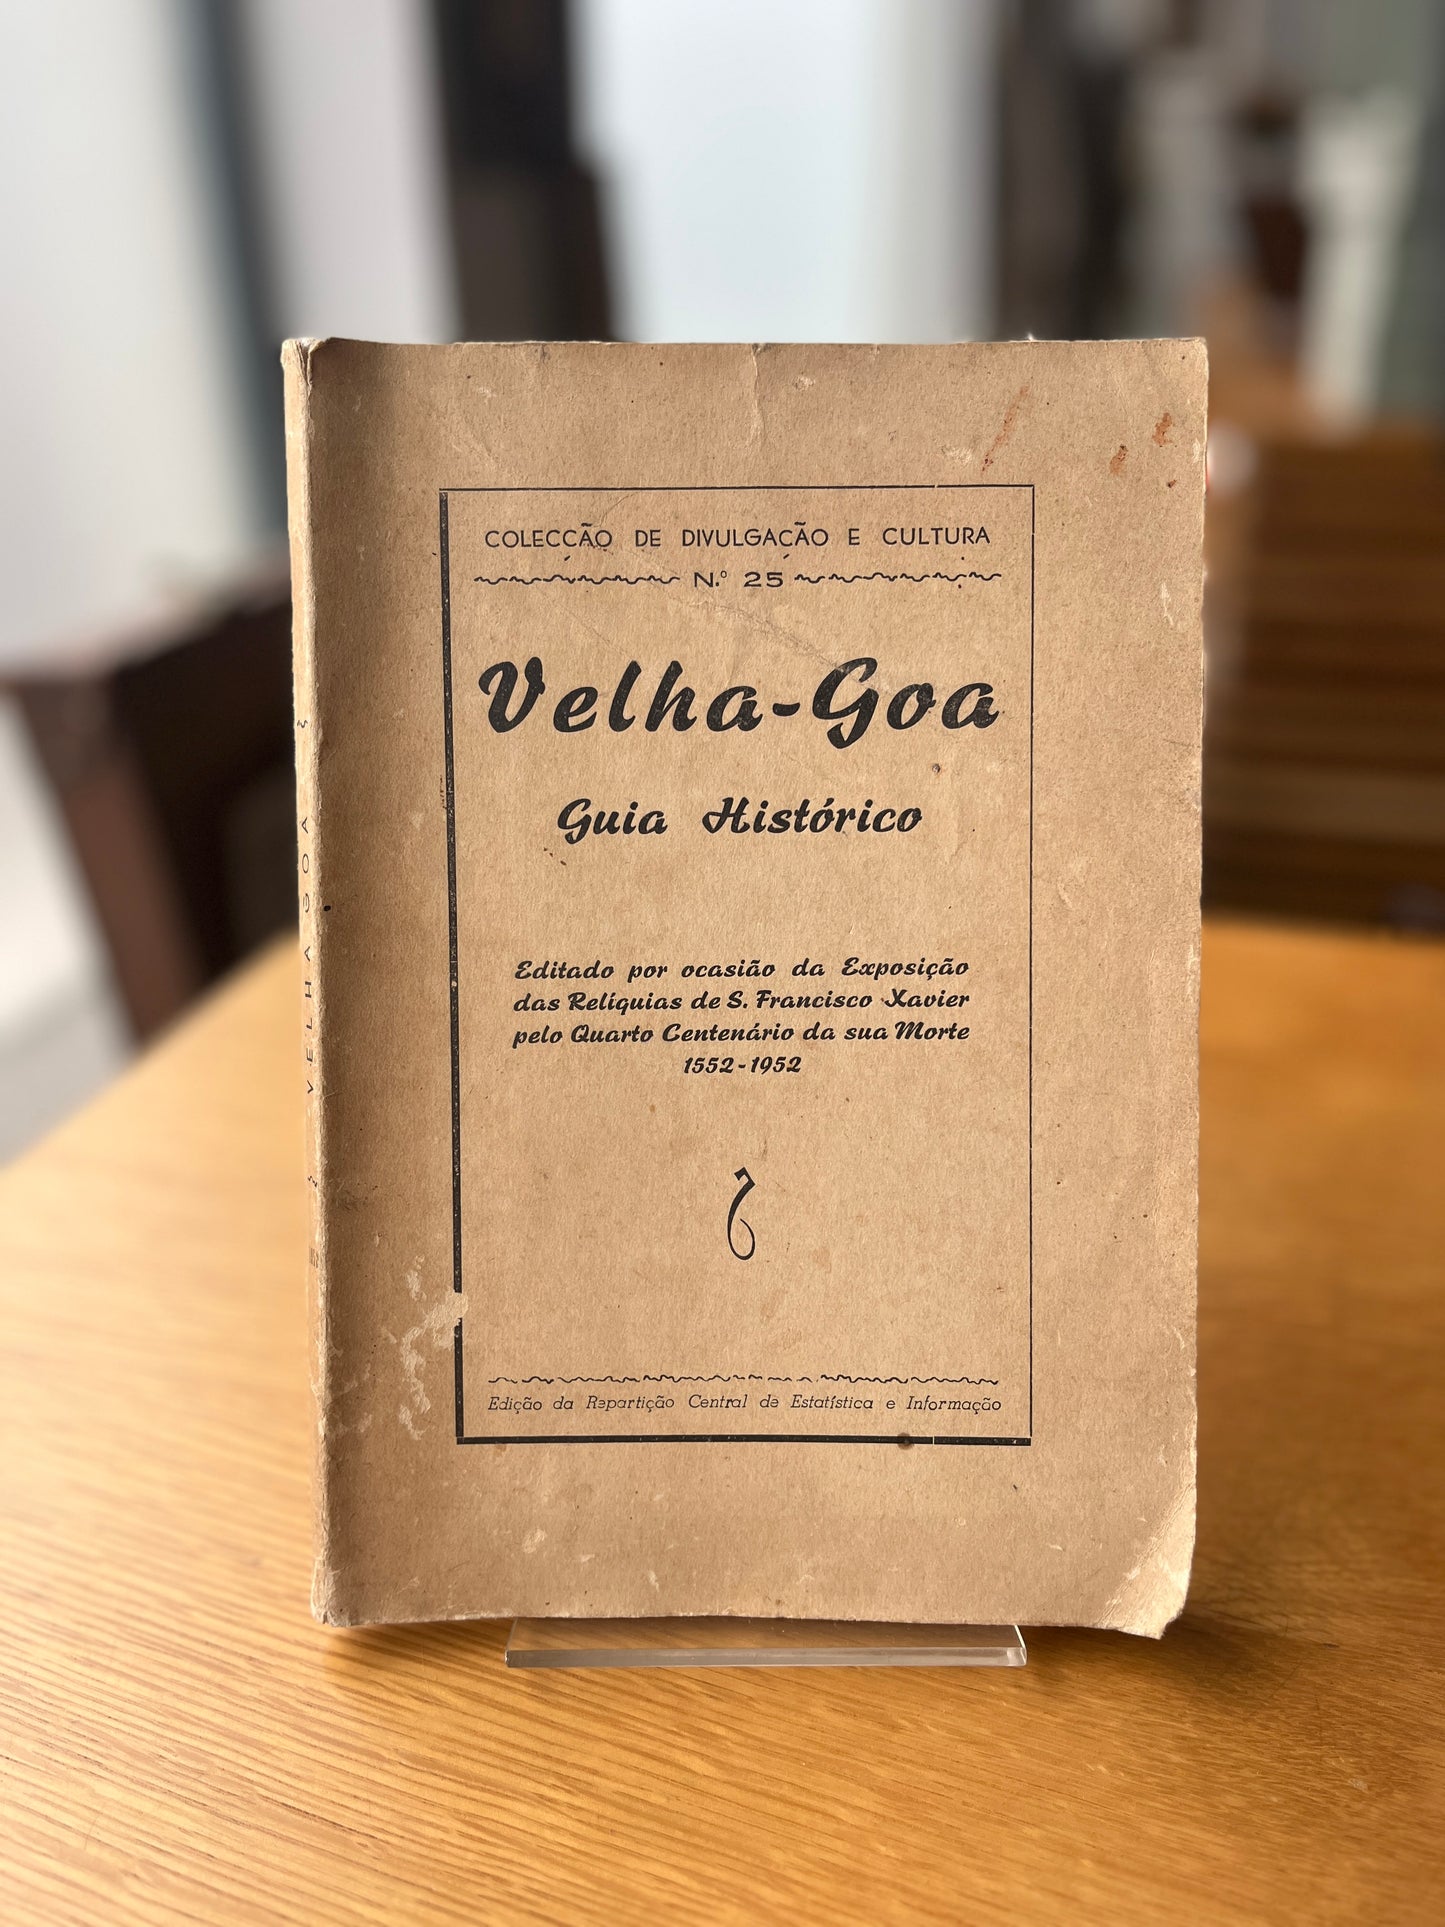 COLECÇÃO DE DIVULGAÇÃO E CULTURA
N.º 25
Velha-Goa
Guia Histórico
Editado por ocasião da Exposição
das Relíquias de S. Francisco Xavier
pelo Quarto Centenário da sua Morte
1552-1952
Edição da Repartição Central de Estatística e Informação
VELHA GOA